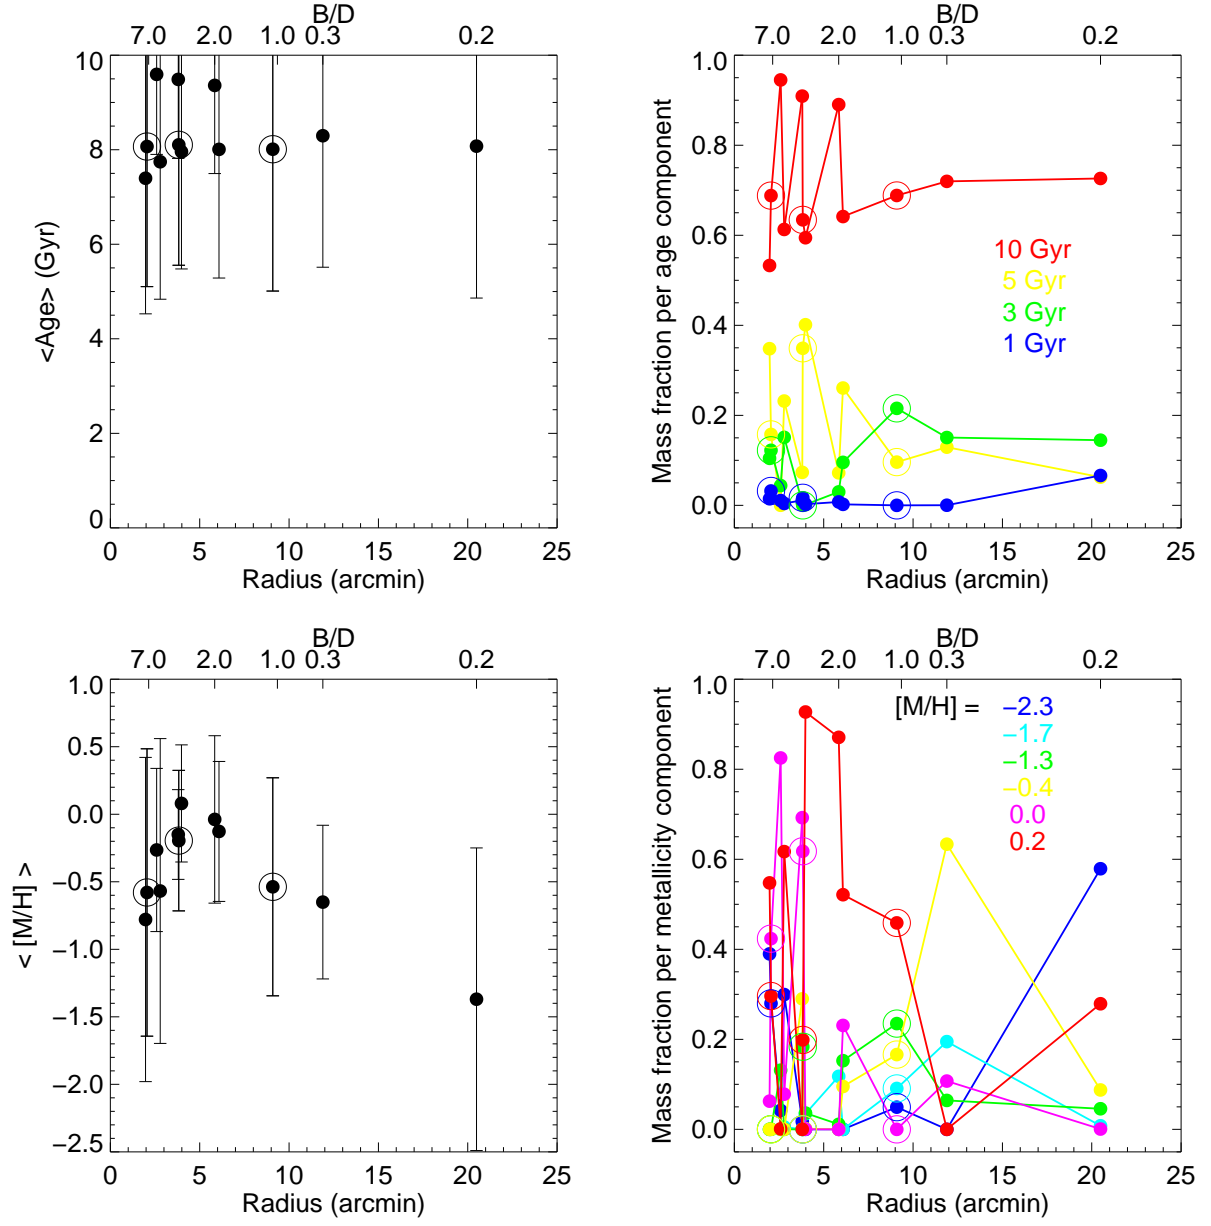 B/D
7.0 2.0 1.0 0.3 0.2
10
8
6
4
2
0
<Age> (Gyr)
0 5 10 15 20 25
Radius (arcmin)
B/D
7.0 2.0 1.0 0.3 0.2
1.0
0.8
0.6
0.4
0.2
0.0
Mass fraction per age component
10 Gyr
5 Gyr
3 Gyr
1 Gyr
0 5 10 15 20 25
Radius (arcmin)
B/D
7.0 2.0 1.0 0.3 0.2
1.0
0.5
0.0
−0.5
−1.0
−1.5
−2.0
−2.5
< [M/H] >
0 5 10 15 20 25
Radius (arcmin)
B/D
7.0 2.0 1.0 0.3 0.2
1.0
0.8
0.6
0.4
0.2
0.0
Mass fraction per metallicity component
[M/H] = −2.3
−1.7
−1.3
−0.4
0.0
0.2
0 5 10 15 20 25
Radius (arcmin)